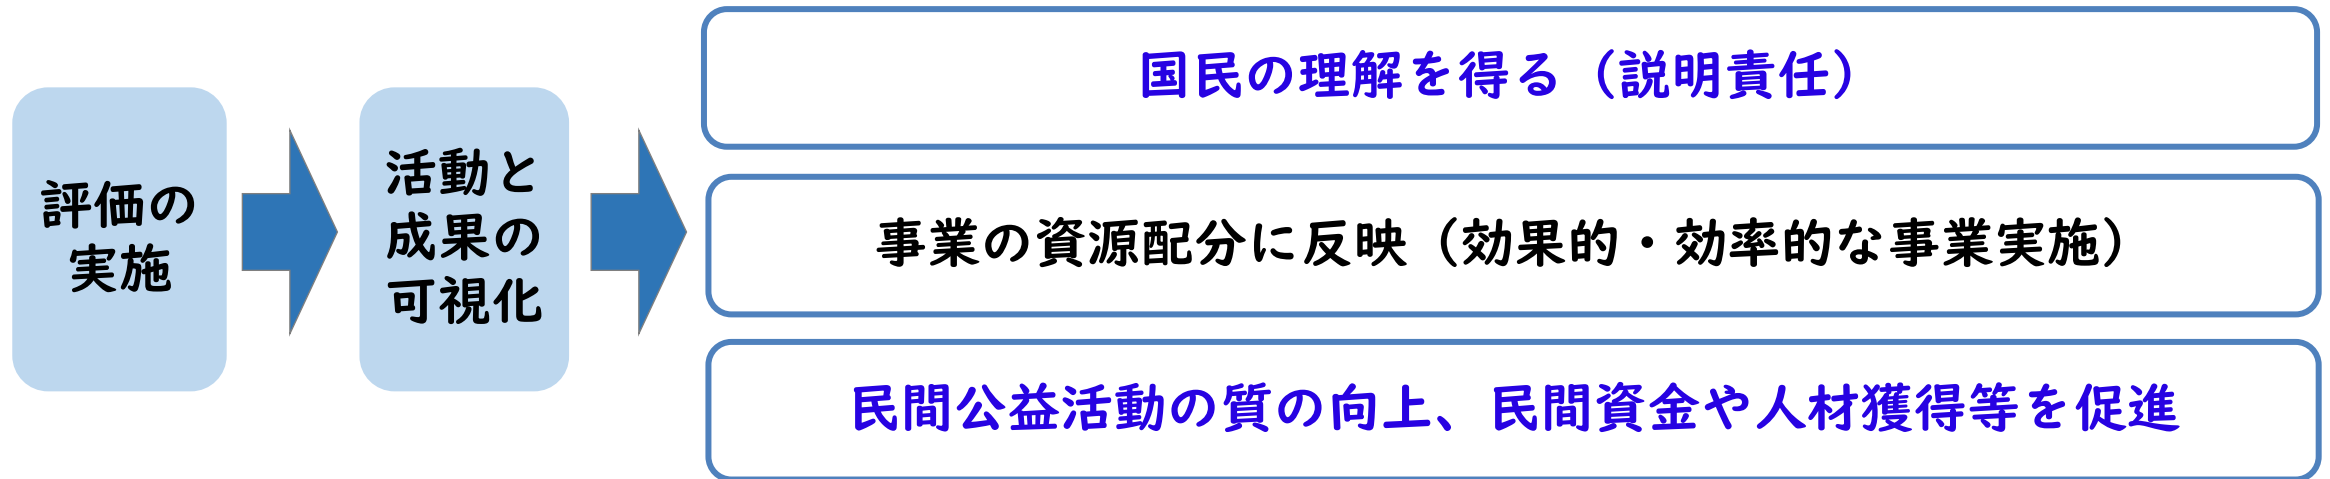 評価の
実施
活動と
成果の
可視化
国民の理解を得る（説明責任）
事業の資源配分に反映（効果的・効率的な事業実施）
民間公益活動の質の向上、民間資金や人材獲得等を促進